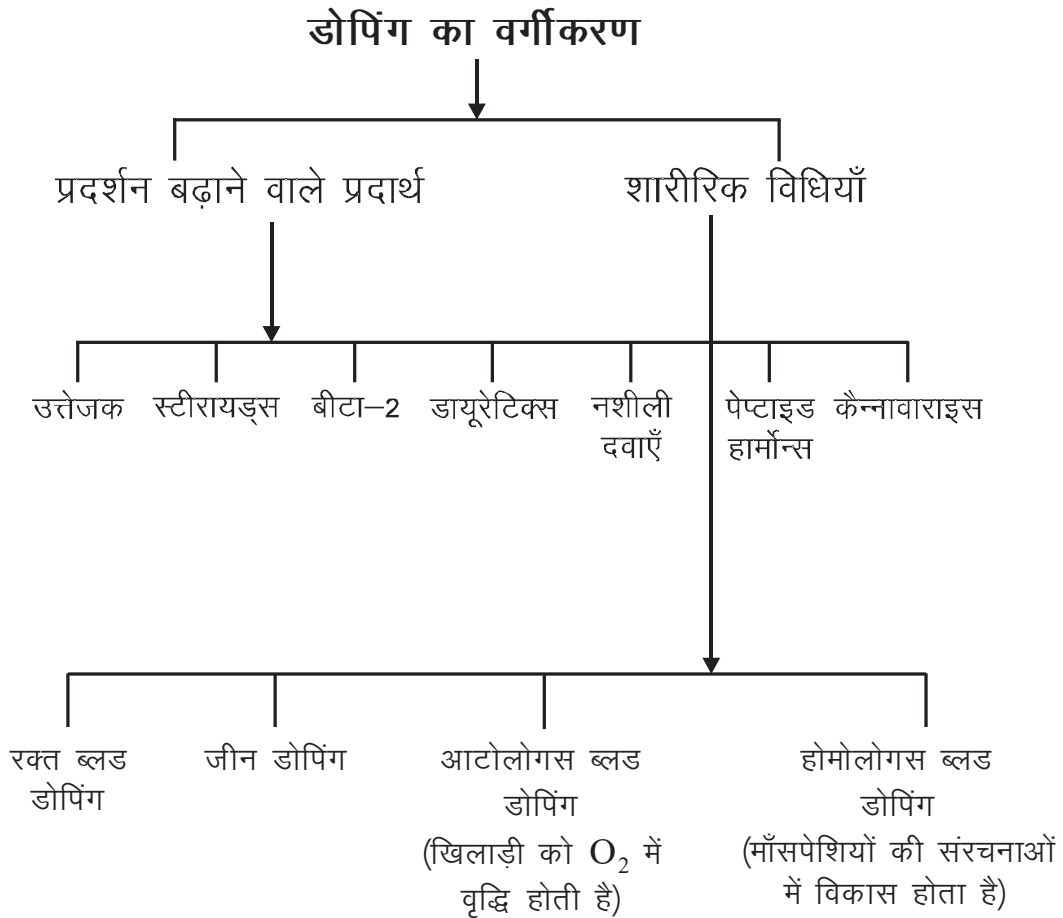 डोपिंग का वर्गीकरण
प्रदर्शन बढ़ाने वाले प्रदार्थ
शारीरिक विधियाँ
उत्तेजक
स्टीरायड्स
बीटा–2
डायूरेटिक्स
नशीली
दवाएँ
पेप्टाइड
हार्मोन्स
कैन्नावाराइस
रक्त ब्लड
डोपिंग
जीन डोपिंग
आटोलोगस ब्लड
डोपिंग
(खिलाड़ी को O₂ में
वृद्धि होती है)
होमोलोगस ब्लड
डोपिंग
(माँसपेशियों की संरचनाओं
में विकास होता है)